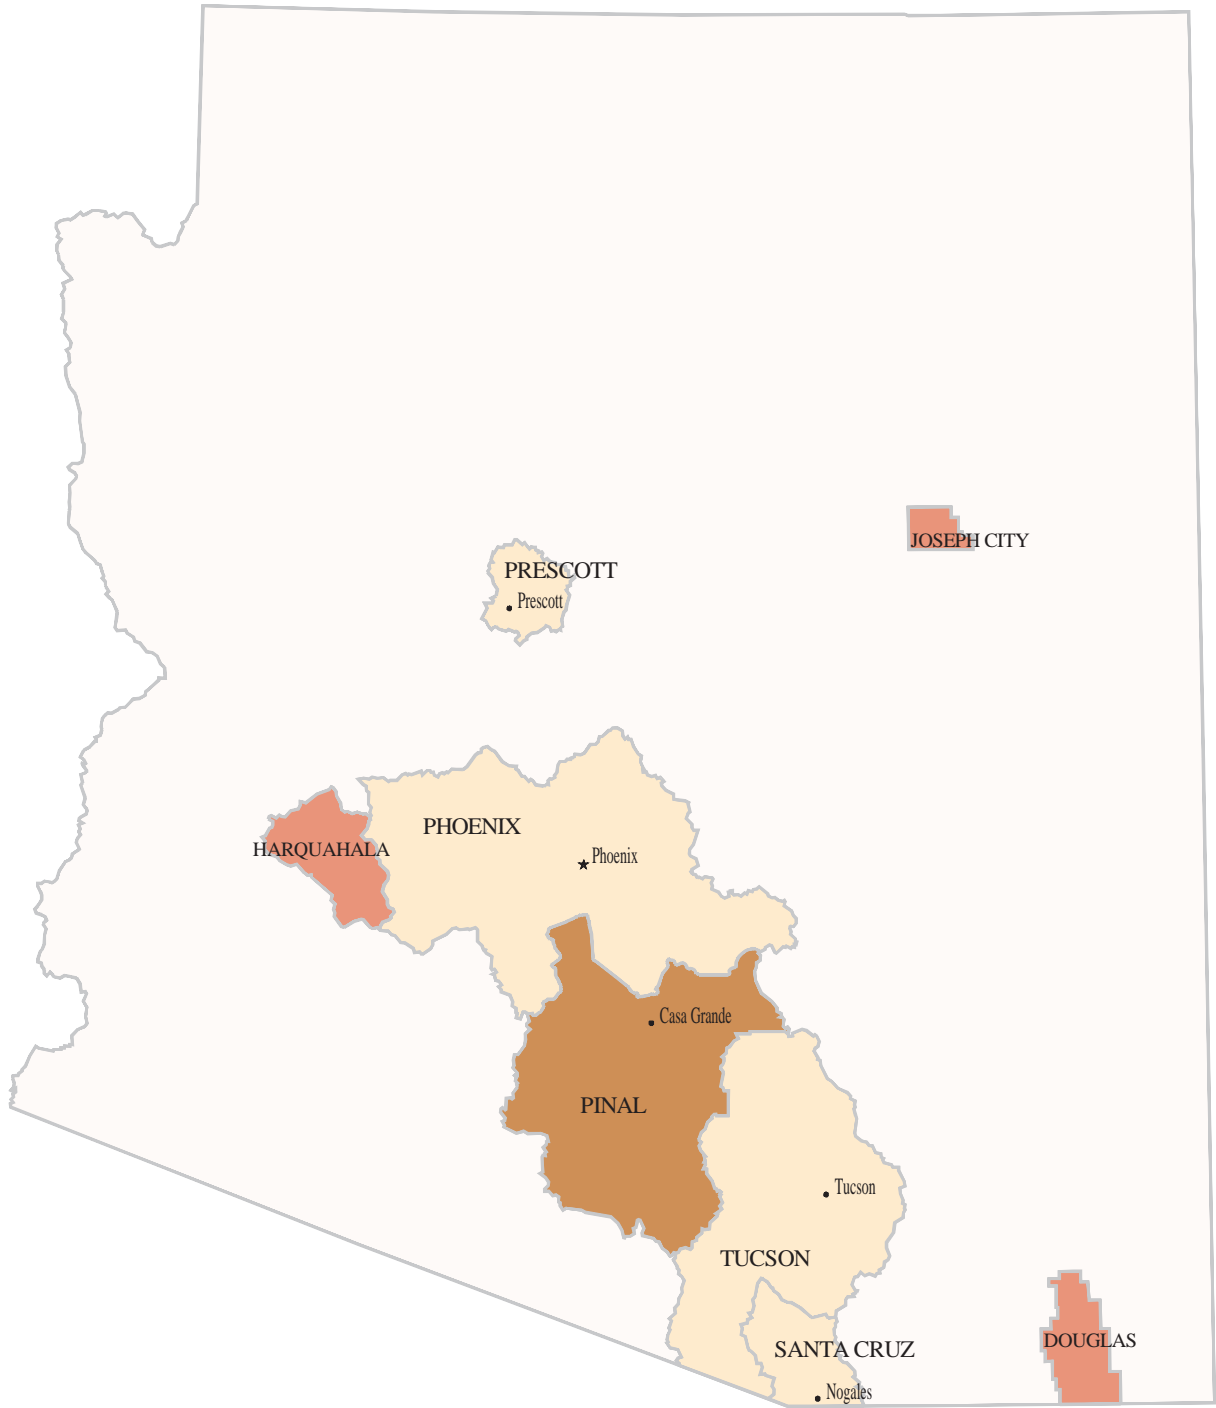 JOSEPH CITY
PRESCOTT
Prescott
PHOENIX
HARQUAHALA
Phoenix
Casa Grande
PINAL
Tucson
TUCSON
DOUGLAS
SANTA CRUZ
Nogales